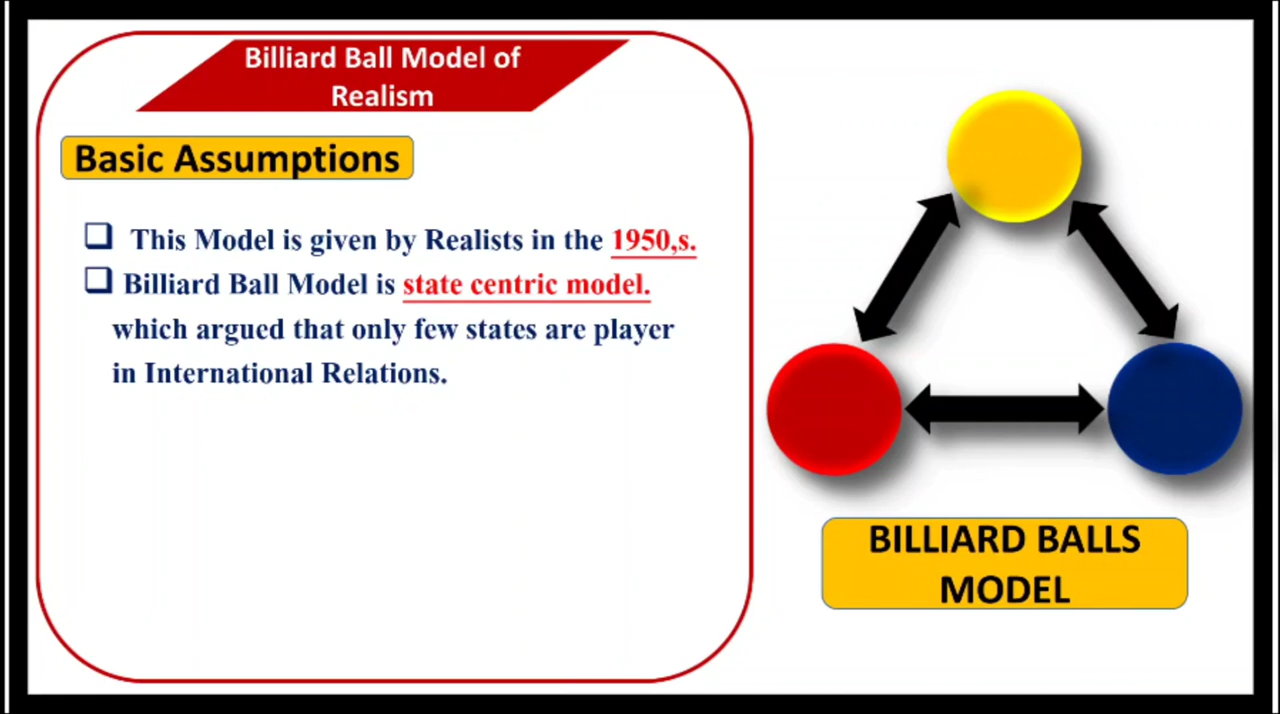 Billiard Ball Model of
Realism
Basic Assumptions
This Model is given by Realists in the 1950,s.
Billiard Ball Model is state centric model.
which argued that only few states are player
in International Relations.
BILLIARD BALLS
MODEL